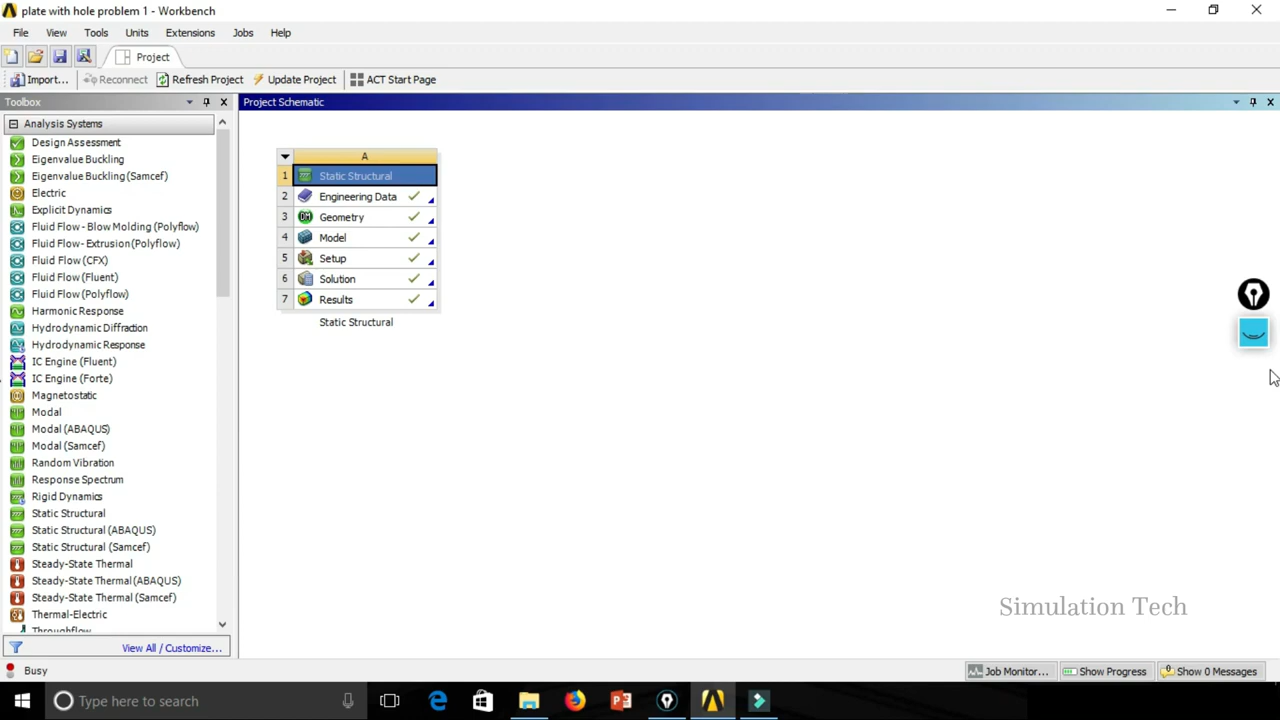 plate with hole problem 1 - Workbench
File View Tools Units Extensions Jobs Help
Project
Import... Reconnect Refresh Project Update Project ACT Start Page
Toolbox
Project Schematic
Analysis Systems
Design Assessment
Eigenvalue Buckling
Eigenvalue Buckling (Samcef)
Electric
Explicit Dynamics
Fluid Flow - Blow Molding (Polyflow)
Fluid Flow - Extrusion (Polyflow)
Fluid Flow (CFX)
Fluid Flow (Fluent)
Fluid Flow (Polyflow)
Harmonic Response
Hydrodynamic Diffraction
Hydrodynamic Response
IC Engine (Fluent)
IC Engine (Forte)
Magnetostatic
Modal
Modal (ABAQUS)
Modal (Samcef)
Random Vibration
Response Spectrum
Rigid Dynamics
Static Structural
Static Structural (ABAQUS)
Static Structural (Samcef)
Steady-State Thermal
Steady-State Thermal (ABAQUS)
Steady-State Thermal (Samcef)
Thermal-Electric
Throughflow
View All / Customize...
A
1 Static Structural
2 Engineering Data
3 Geometry
4 Model
5 Setup
6 Solution
7 Results
Static Structural
Simulation Tech
Busy
Job Monitor... Show Progress Show 0 Messages
Type here to search